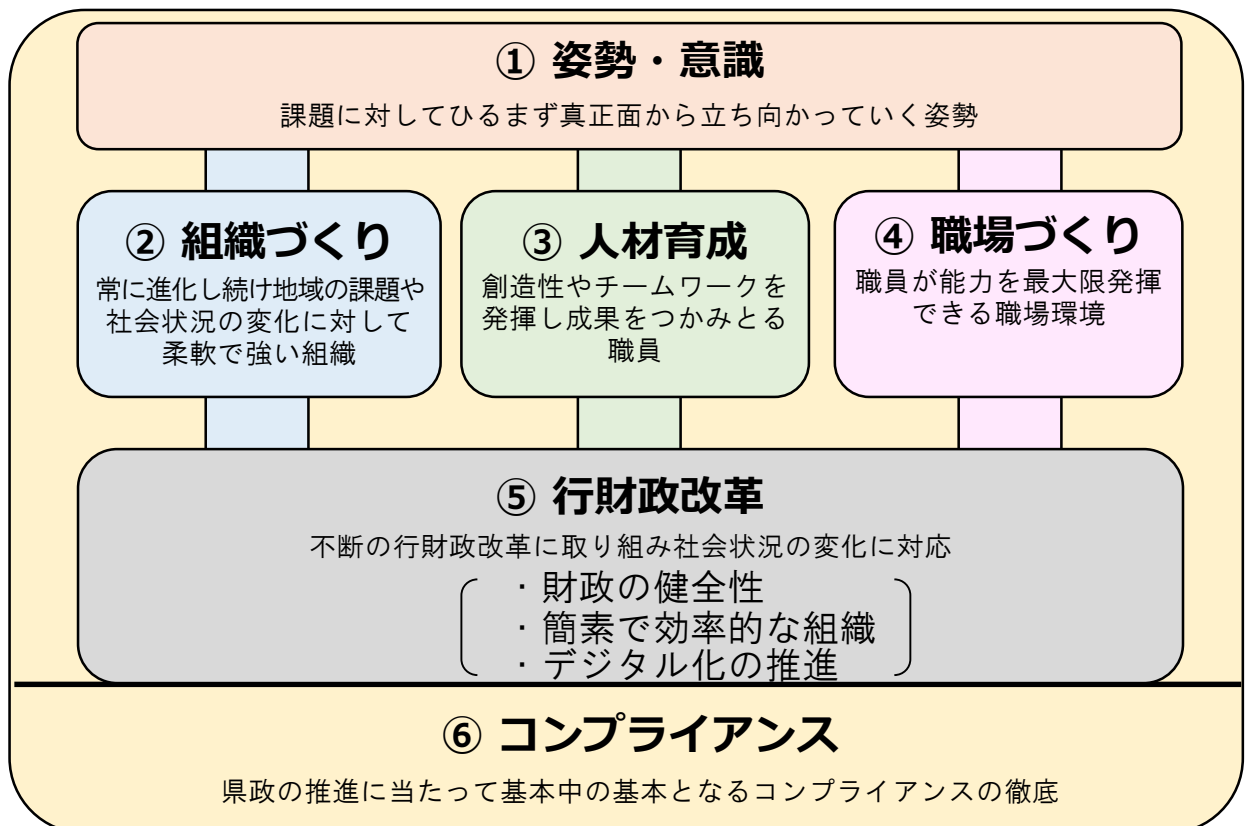 ① 姿勢・意識
課題に対してひるまず真正面から立ち向かっていく姿勢
② 組織づくり
常に進化し続け地域の課題や
社会状況の変化に対して
柔軟で強い組織
③ 人材育成
創造性やチームワークを
発揮し成果をつかみとる
職員
④ 職場づくり
職員が能力を最大限発揮
できる職場環境
⑤ 行財政改革
不断の行財政改革に取り組み社会状況の変化に対応
・財政の健全性
・簡素で効率的な組織
・デジタル化の推進
⑥ コンプライアンス
県政の推進に当たって基本中の基本となるコンプライアンスの徹底